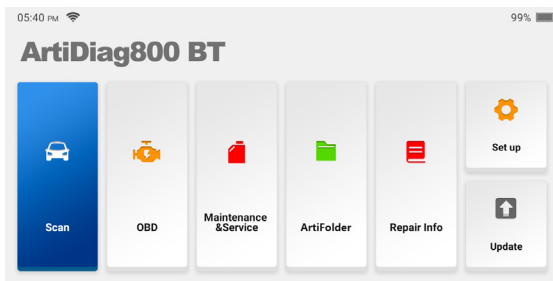 05:40 PM 99%
ArtiDiag800 BT
Scan
OBD
Maintenance
&Service
ArtiFolder
Repair Info
Set up
Update